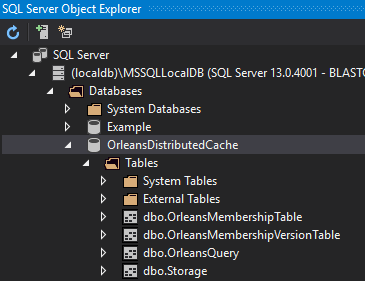 SQL Server Object Explorer
SQL Server
(localdb)\MSSQLLocalDB (SQL Server 13.0.4001 - BLAST
Databases
System Databases
Example
OrleansDistributedCache
Tables
System Tables
External Tables
dbo.OrleansMembershipTable
dbo.OrleansMembershipVersionTable
dbo.OrleansQuery
dbo.Storage